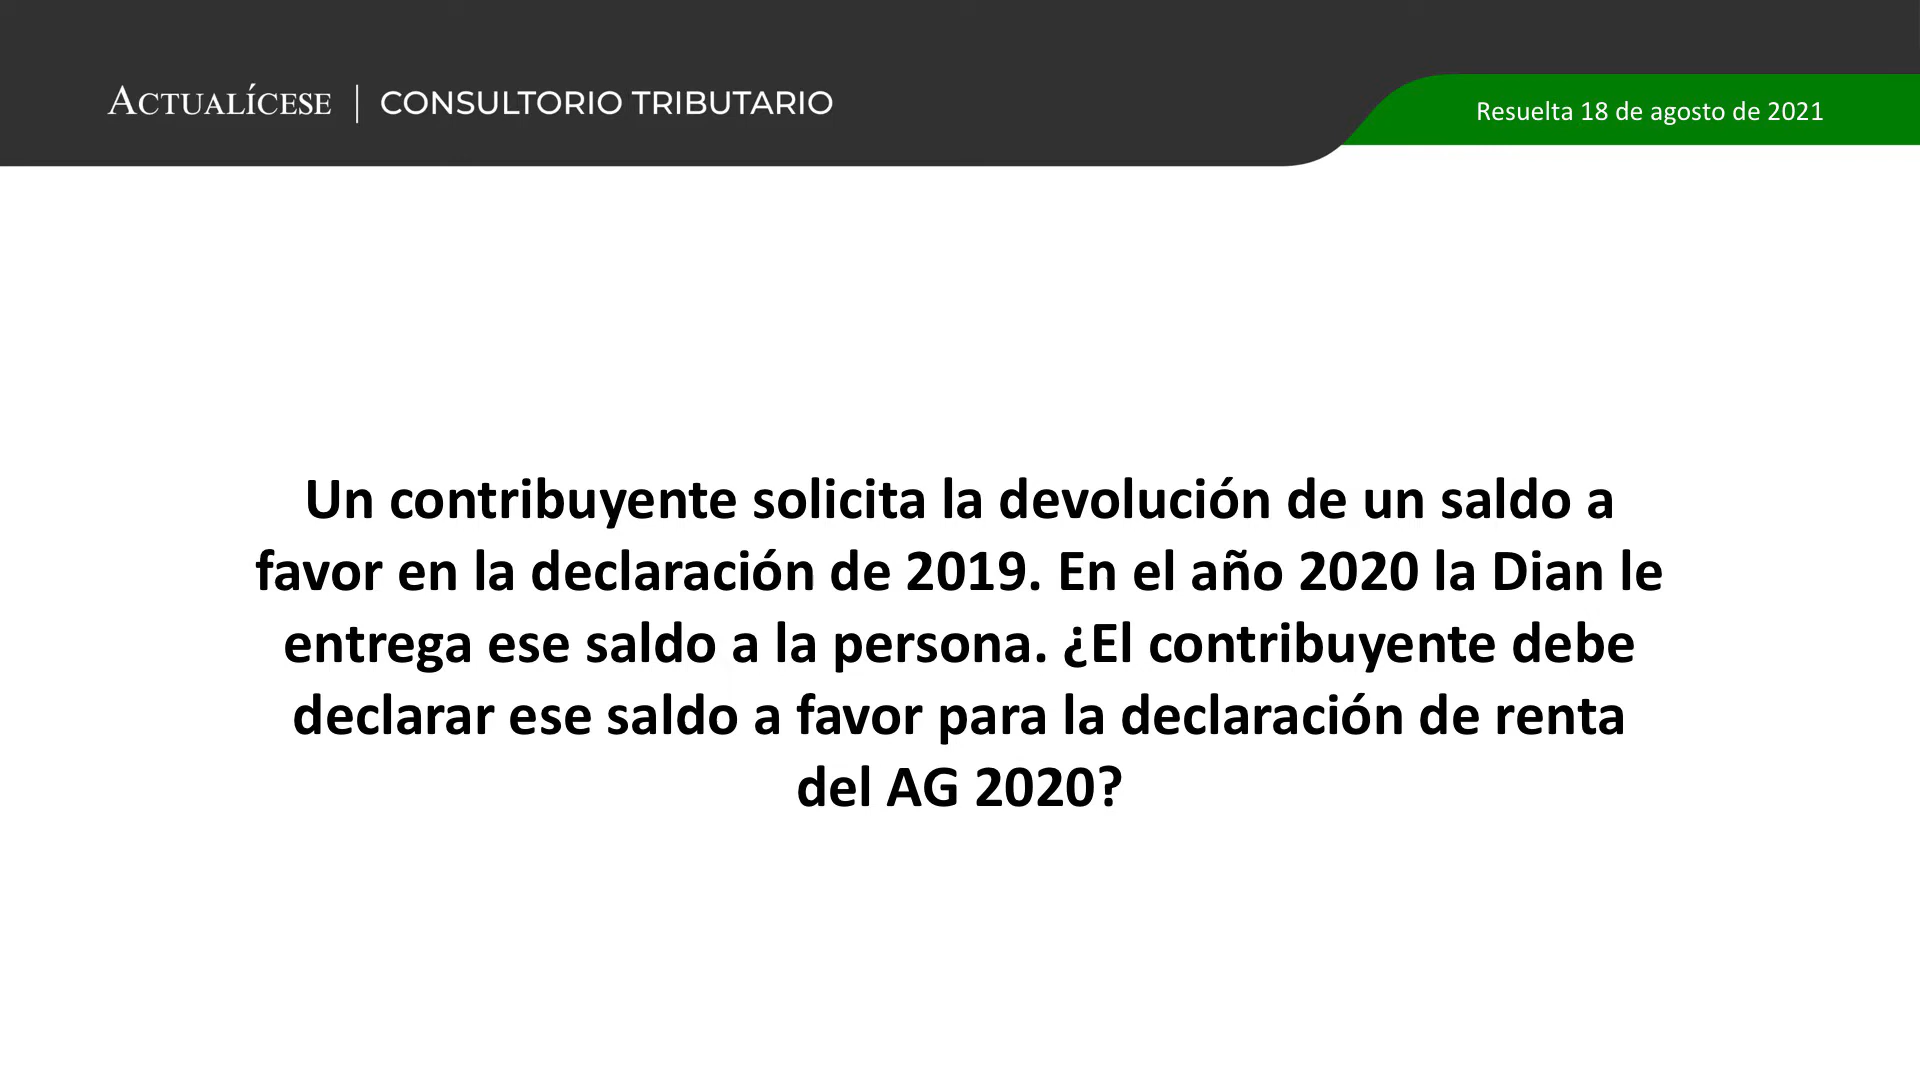 ACTUALÍCESE | CONSULTORIO TRIBUTARIO
Resuelta 18 de agosto de 2021
Un contribuyente solicita la devolución de un saldo a
favor en la declaración de 2019. En el año 2020 la Dian le
entrega ese saldo a la persona. ¿El contribuyente debe
declarar ese saldo a favor para la declaración de renta
del AG 2020?